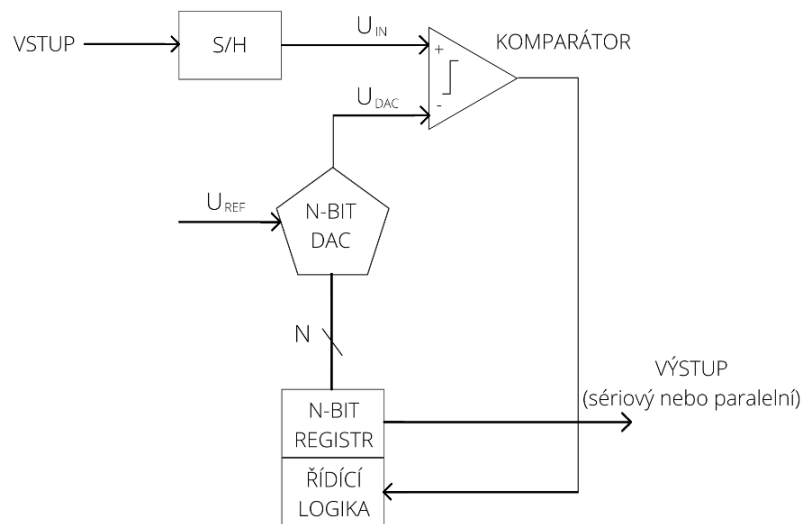 VSTUP
S/H
U IN
KOMPARÁTOR
+
U DAC
-
U REF
N-BIT
DAC
N
VÝSTUP
(sériový nebo paralelní)
N-BIT
REGISTR
ŘÍDÍCÍ
LOGIKA